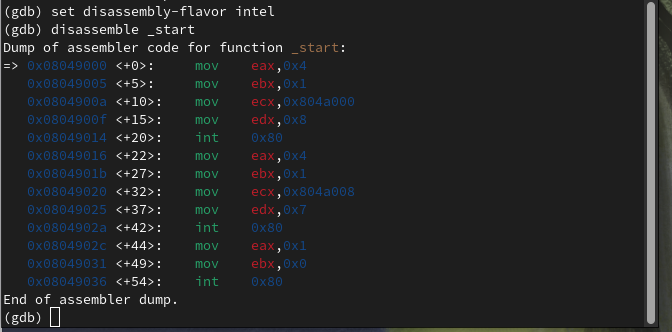 (gdb) set disassembly-flavor intel
(gdb) disassemble _start
Dump of assembler code for function _start:
=> 0x08049000 <+0>:     mov    eax,0x4
   0x08049005 <+5>:     mov    ebx,0x1
   0x0804900a <+10>:    mov    ecx,0x804a000
   0x0804900f <+15>:    mov    edx,0x8
   0x08049014 <+20>:    int    0x80
   0x08049016 <+22>:    mov    eax,0x4
   0x0804901b <+27>:    mov    ebx,0x1
   0x08049020 <+32>:    mov    ecx,0x804a008
   0x08049025 <+37>:    mov    edx,0x7
   0x0804902a <+42>:    int    0x80
   0x0804902c <+44>:    mov    eax,0x1
   0x08049031 <+49>:    mov    ebx,0x0
   0x08049036 <+54>:    int    0x80
End of assembler dump.
(gdb)